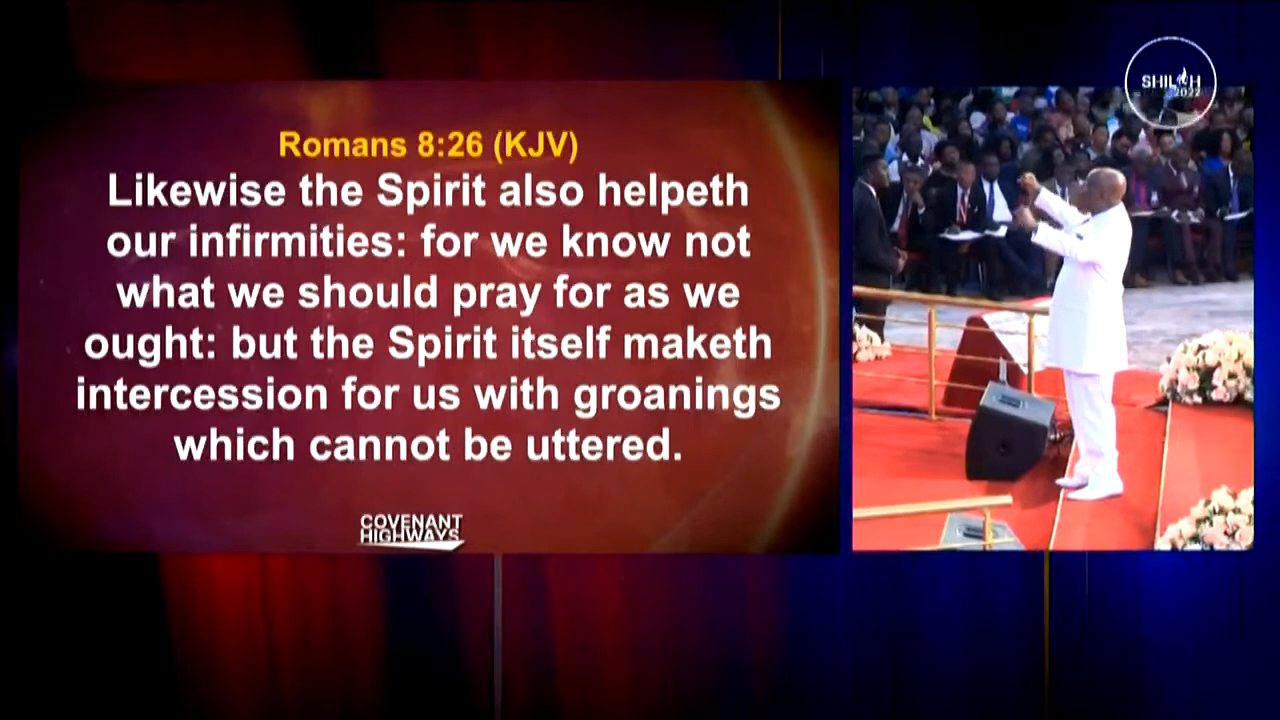 Romans 8:26 (KJV)
Likewise the Spirit also helpeth
our infirmities: for we know not
what we should pray for as we
ought: but the Spirit itself maketh
intercession for us with groanings
which cannot be uttered.
COVENANT
HIGHWAYS
SHILOH
2022